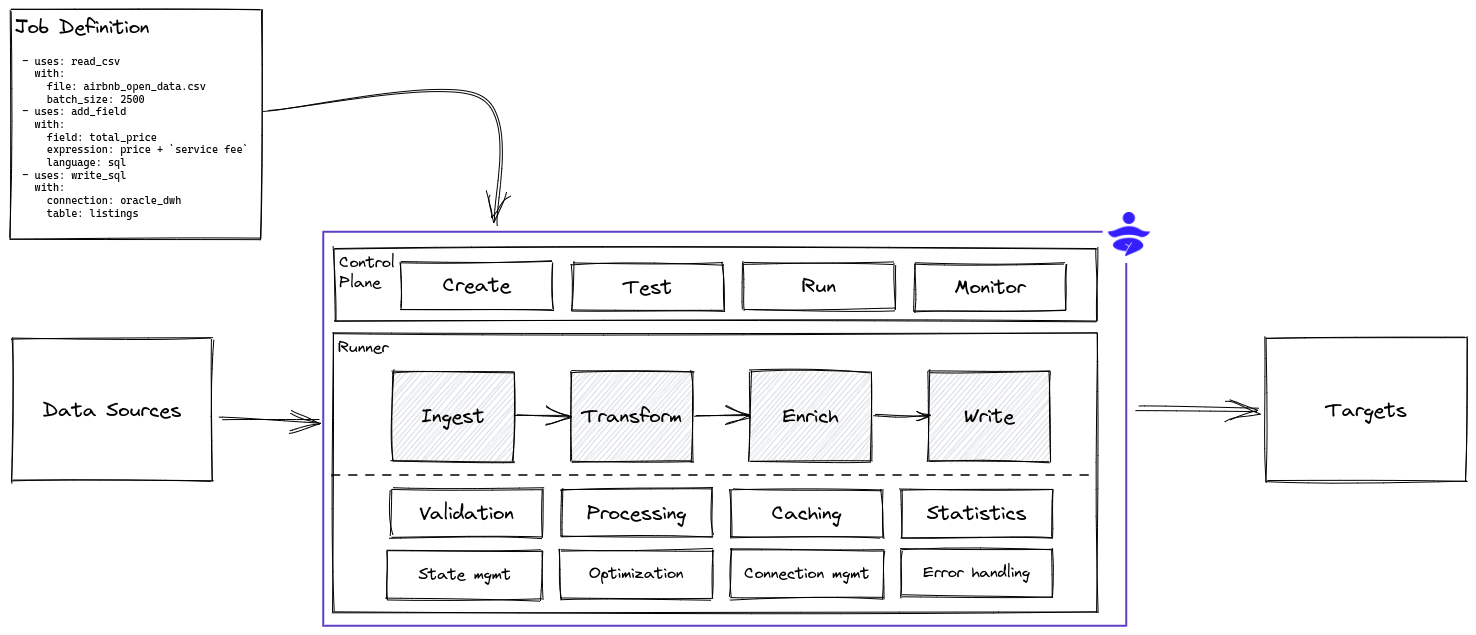 Job Definition
- uses: read_csv
  with:
    file: airbnb_open_data.csv
    batch_size: 2500
- uses: add_field
  with:
    field: total_price
    expression: price + `service fee`
    language: sql
- uses: write_sql
  with:
    connection: oracle_dwh
    table: listings
Control
Plane
Create
Test
Run
Monitor
Data Sources
Runner
Ingest
Transform
Enrich
Write
Targets
Validation
Processing
Caching
Statistics
State mgmt
Optimization
Connection mgmt
Error handling